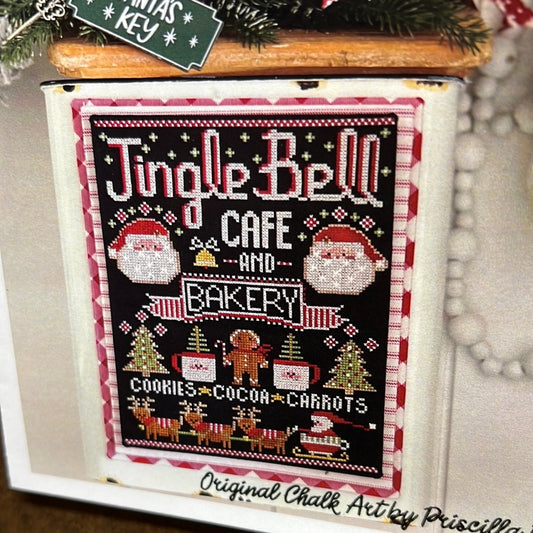 KEY
Jingle Bell
CAFE
-AND-
BAKERY
COOKIES COCOA CARROTS
Original Chalk Art by Priscilla